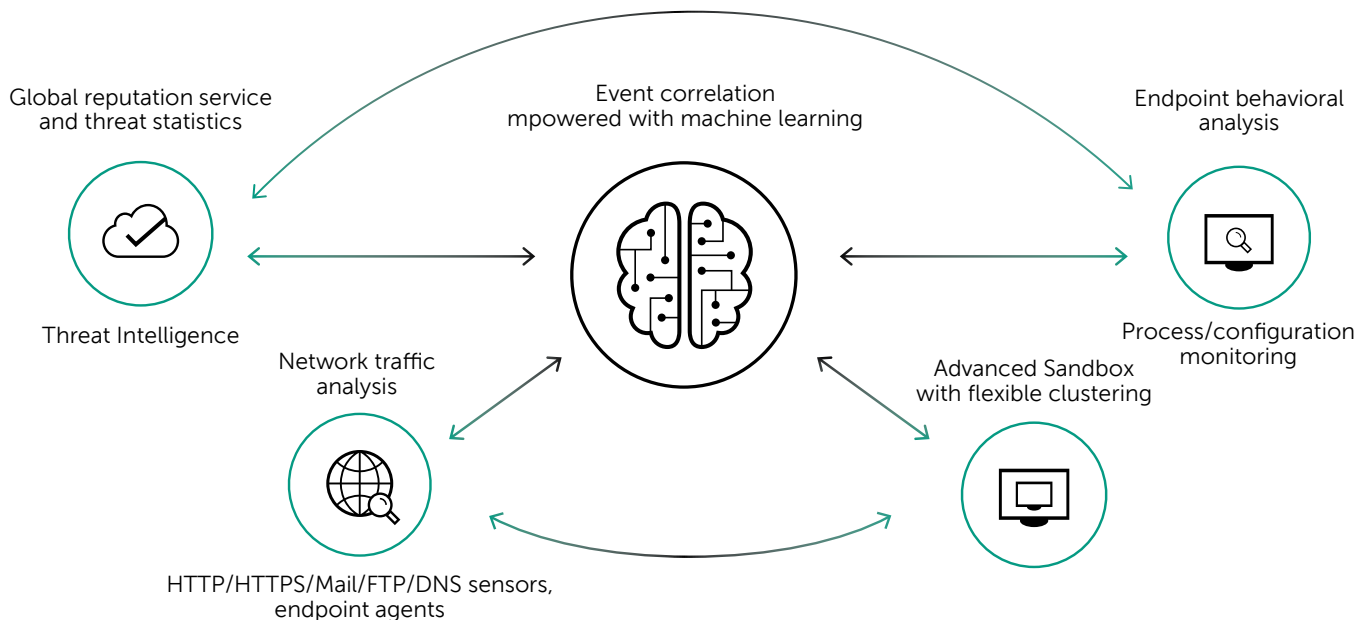 Global reputation service
and threat statistics
Event correlation
mpowered with machine learning
Endpoint behavioral
analysis
Threat Intelligence
Process/configuration
monitoring
Network traffic
analysis
Advanced Sandbox
with flexible clustering
HTTP/HTTPS/Mail/FTP/DNS sensors,
endpoint agents